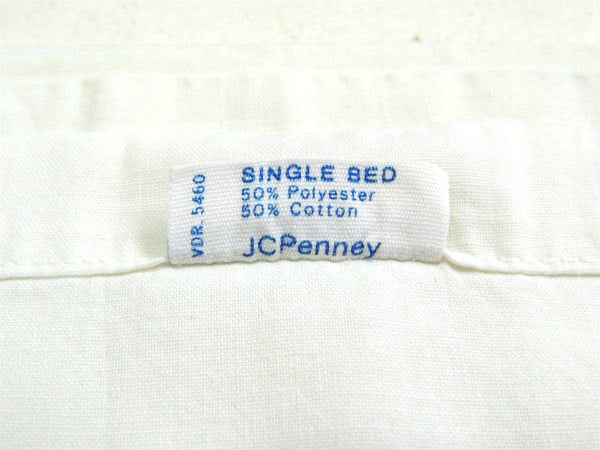 SINGLE BED
50% Polyester
50% Cotton
JCPenney
VDR. 5460